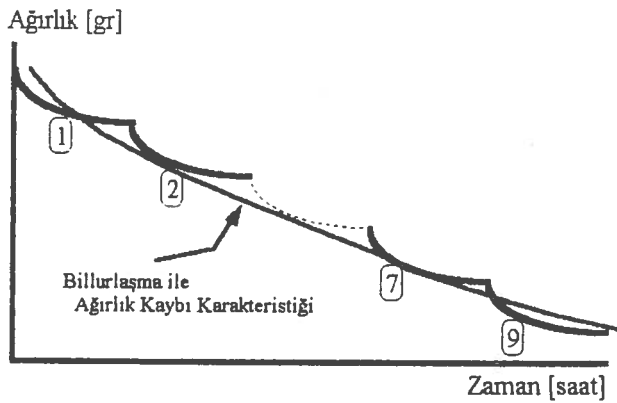 Ağırlık [gr]
1
2
Billurlaşma ile
Ağırlık Kaybı Karakteristiği
7
9
Zaman [saat]